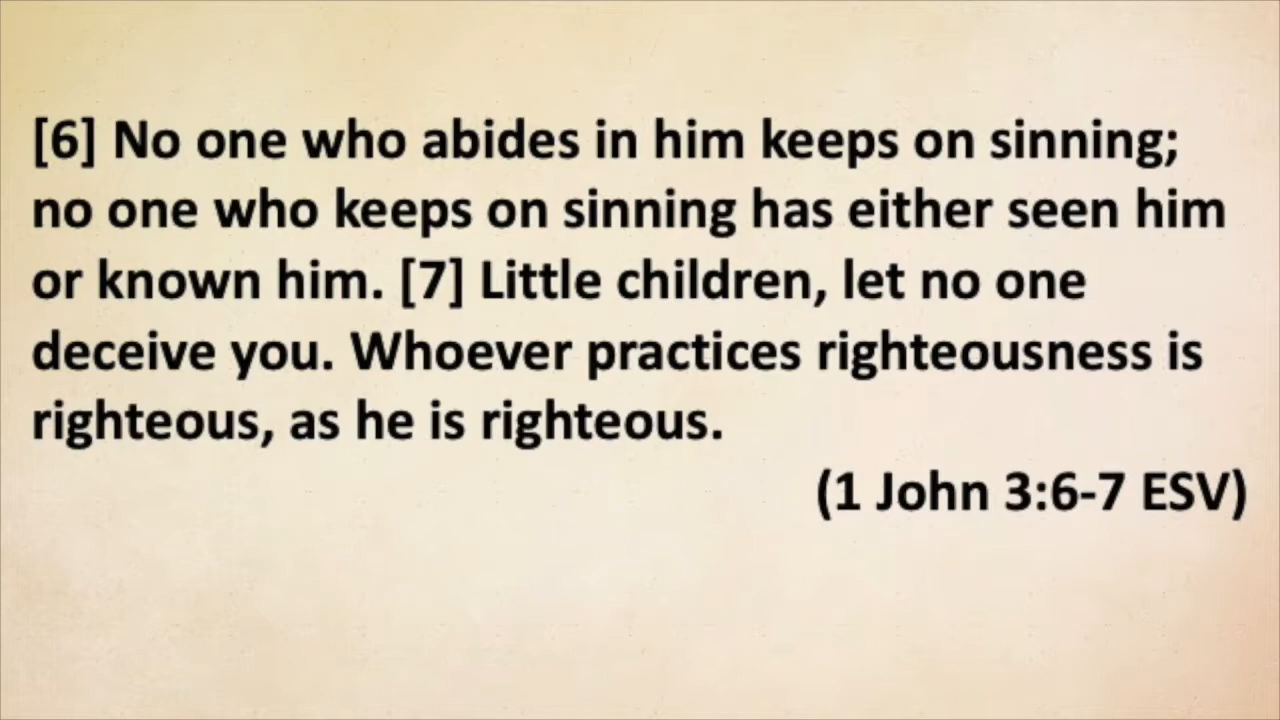 [6] No one who abides in him keeps on sinning;
no one who keeps on sinning has either seen him
or known him. [7] Little children, let no one
deceive you. Whoever practices righteousness is
righteous, as he is righteous.
(1 John 3:6-7 ESV)